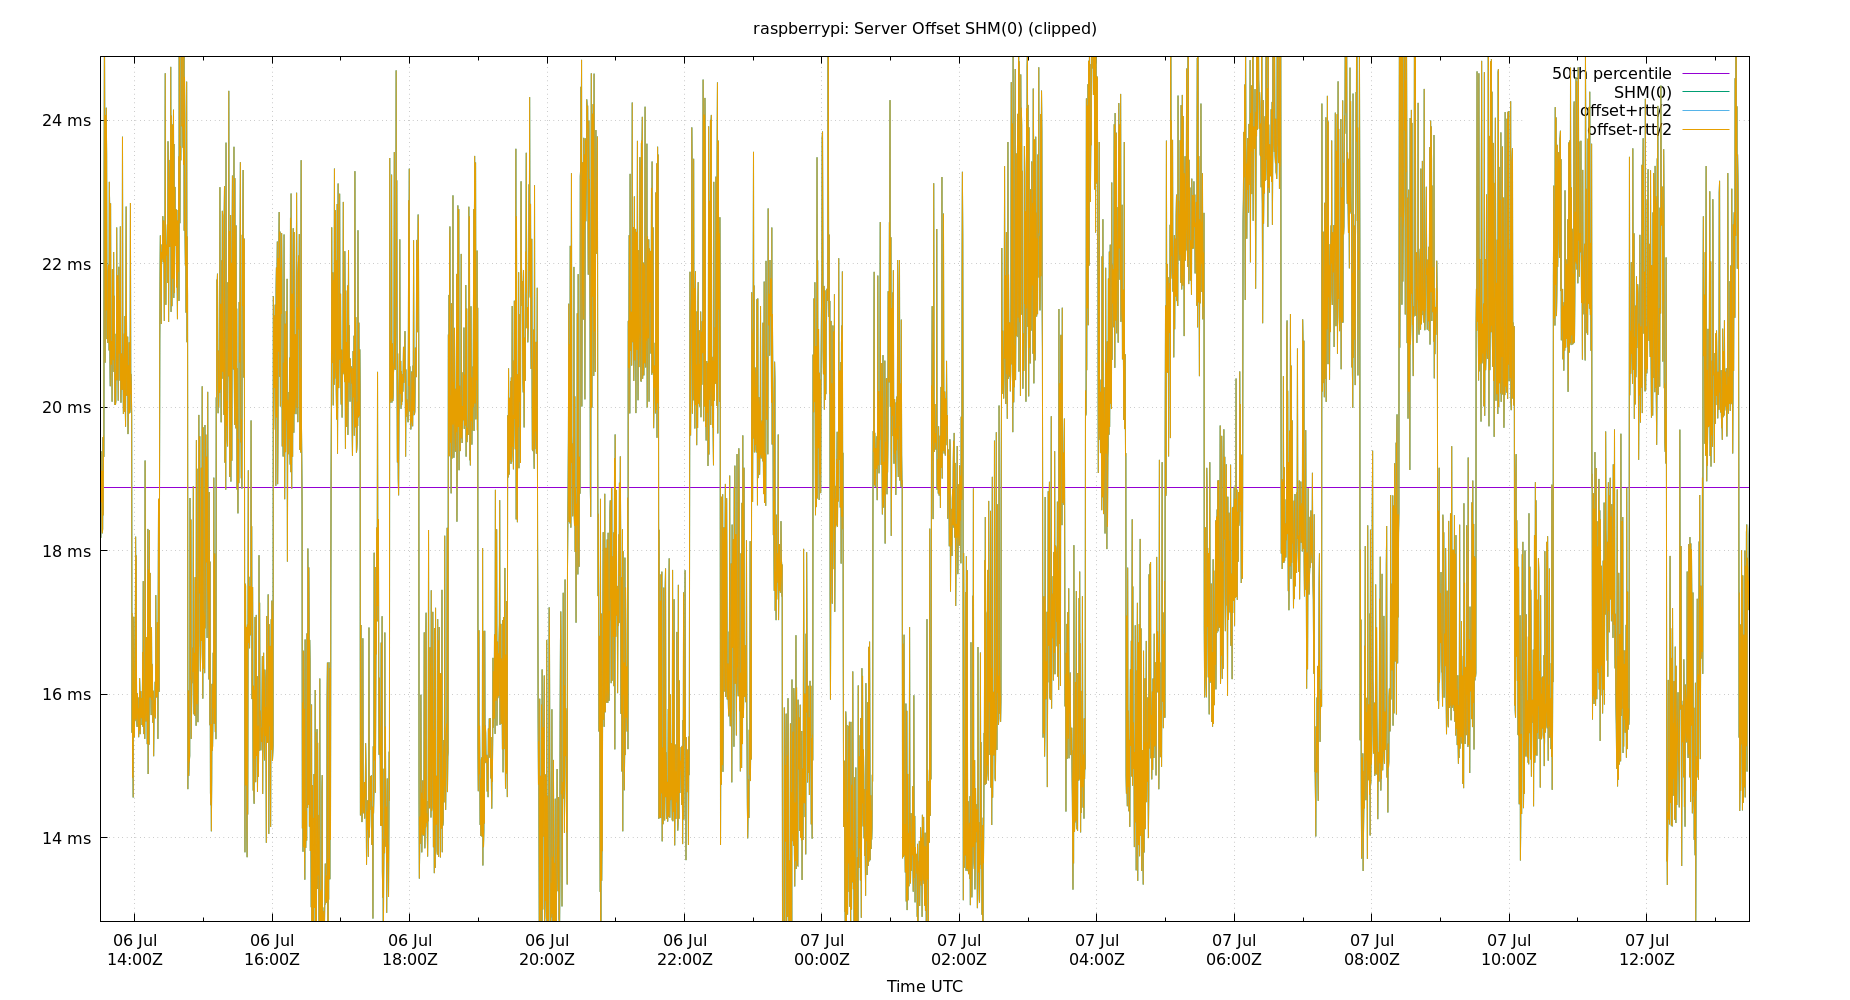 raspberrypi: Server Offset SHM(0) (clipped)
50th percentile
SHM(0)
offset+rtt/2
offset-rtt/2
24 ms
22 ms
20 ms
18 ms
16 ms
14 ms
06 Jul 06 Jul 06 Jul 06 Jul 06 Jul 07 Jul 07 Jul 07 Jul 07 Jul 07 Jul 07 Jul 07 Jul
14:00Z 16:00Z 18:00Z 20:00Z 22:00Z 00:00Z 02:00Z 04:00Z 06:00Z 08:00Z 10:00Z 12:00Z
Time UTC